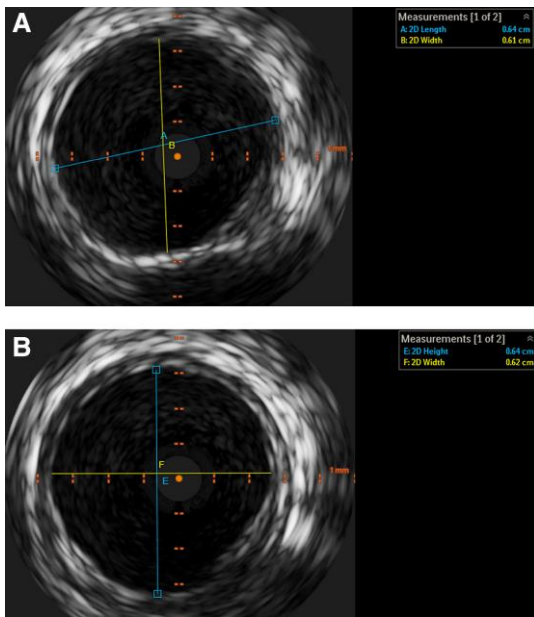 A
Measurements [1 of 2]
A: 2D Length 0.64 cm
B: 2D Width 0.61 cm
A
B
B
Measurements [1 of 2]
E: 2D Height 0.64 cm
F: 2D Width 0.62 cm
F
1 mm
E